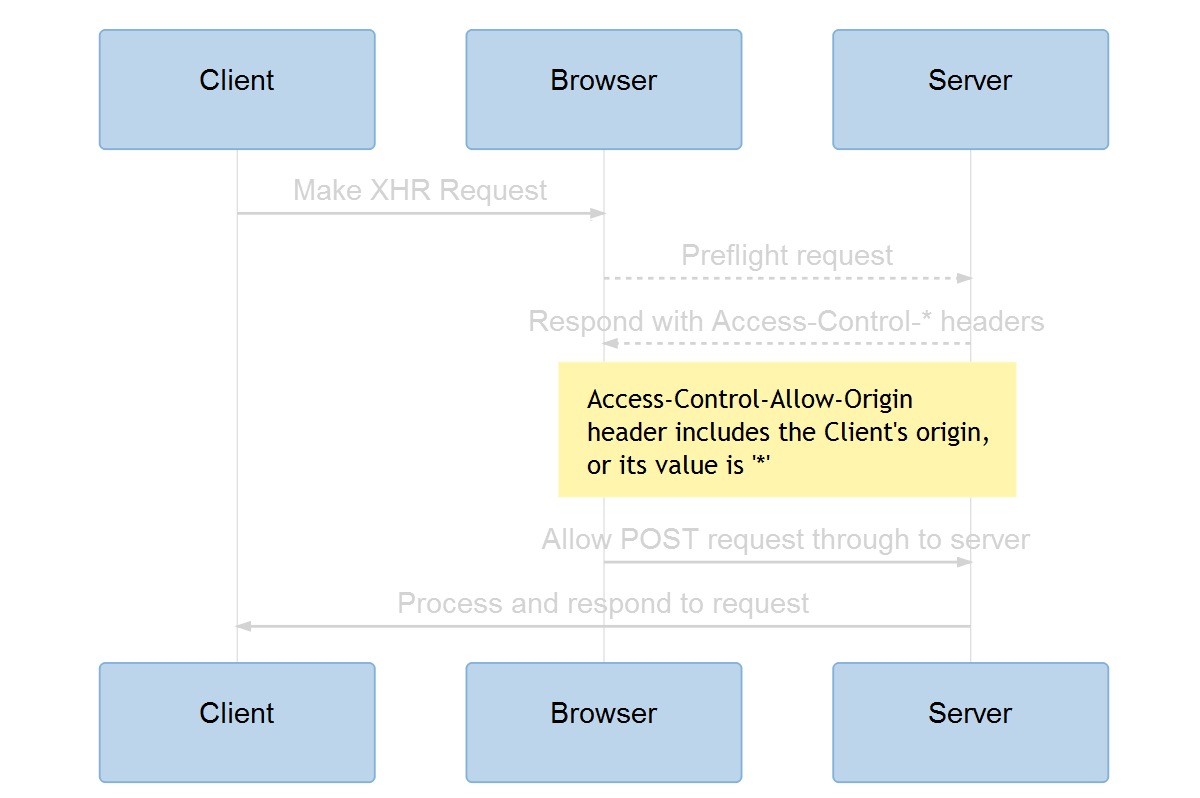 Client
Browser
Server
Make XHR Request
Preflight request
Respond with Access-Control-* headers
Access-Control-Allow-Origin
header includes the Client's origin,
or its value is '*'
Allow POST request through to server
Process and respond to request
Client
Browser
Server